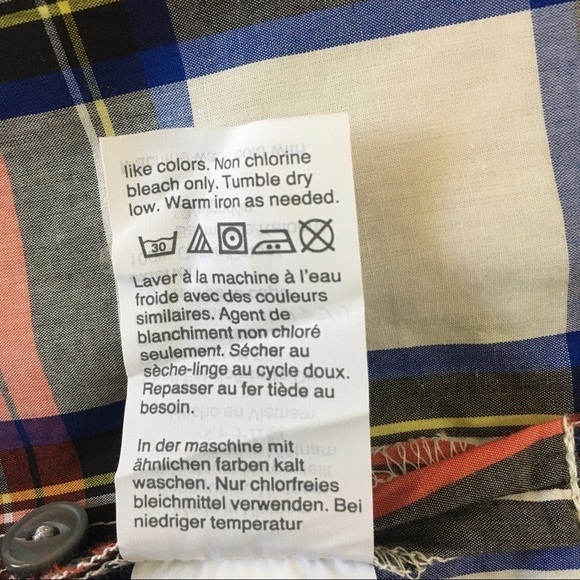 like colors. Non chlorine
bleach only. Tumble dry
low. Warm iron as needed.
30
Laver à la machine à l'eau
froide avec des couleurs
similaires. Agent de
blanchiment non chloré
seulement. Sécher au
sèche-linge au cycle doux.
Repasser au fer tiède au
besoin.
In der maschine mit
ähnlichen farben kalt
waschen. Nur chlorfreies
bleichmittel verwenden. Bei
niedriger temperatur